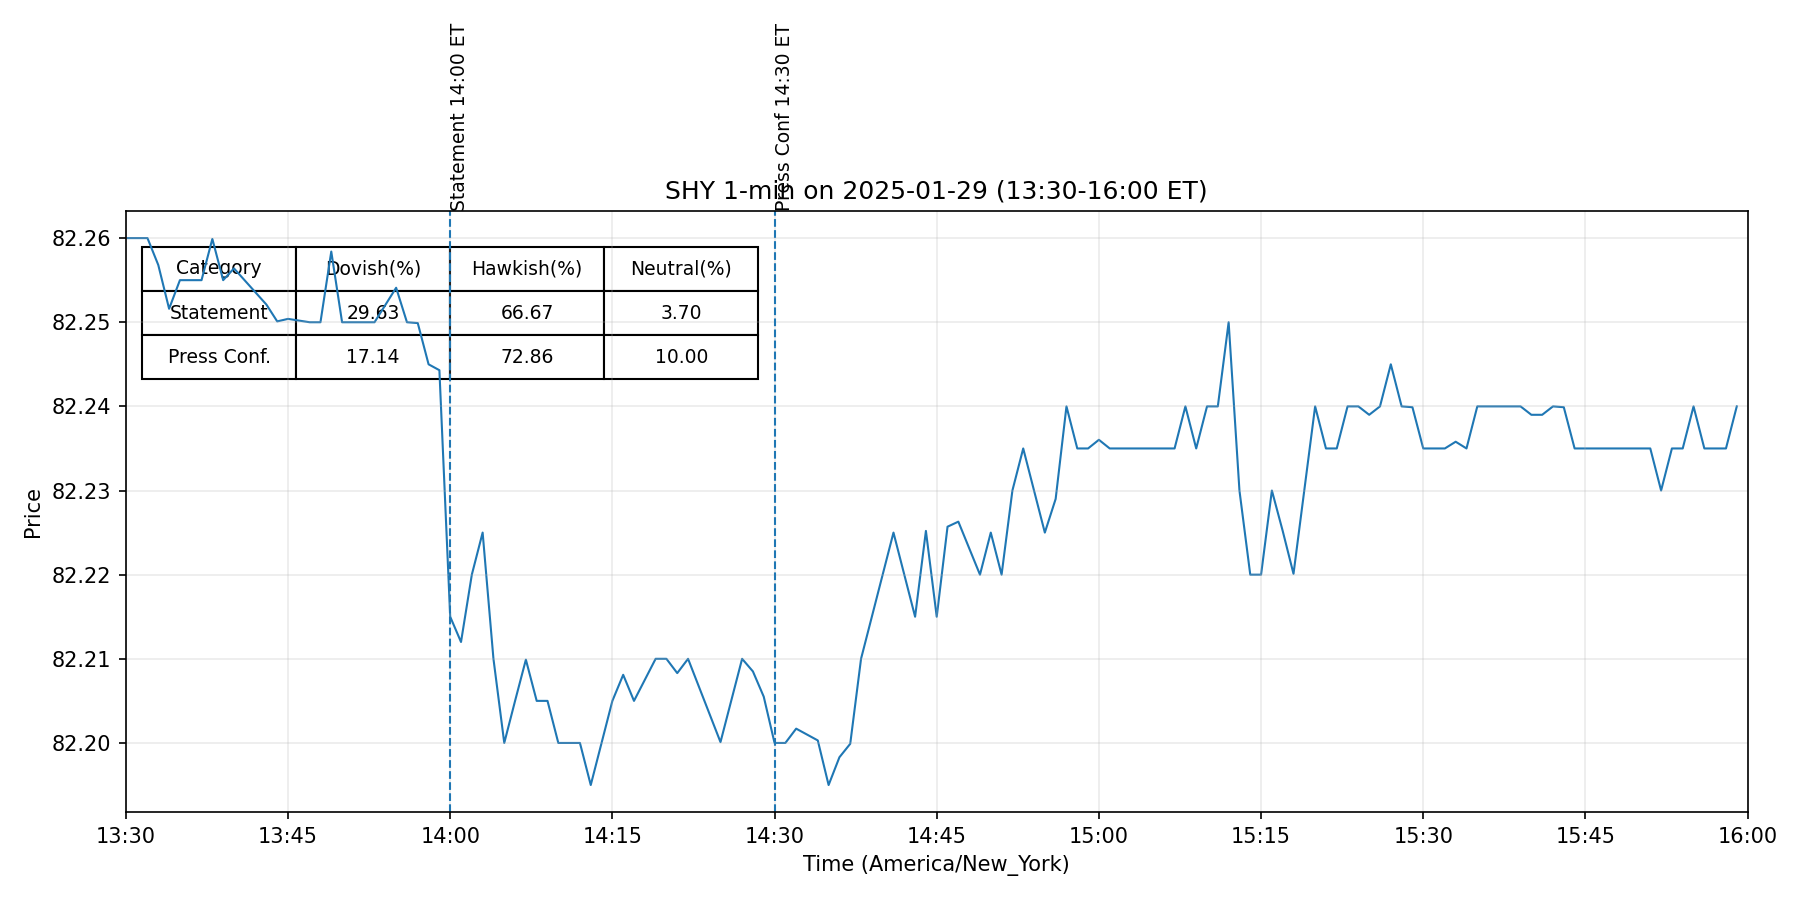 Statement 14:00 ET
Press Conf 14:30 ET
SHY 1-min on 2025-01-29 (13:30-16:00 ET)
Category Dovish(%) Hawkish(%) Neutral(%)
Statement 29.63 66.67 3.70
Press Conf. 17.14 72.86 10.00
Price
82.26
82.25
82.24
82.23
82.22
82.21
82.20
13:30 13:45 14:00 14:15 14:30 14:45 15:00 15:15 15:30 15:45 16:00
Time (America/New_York)